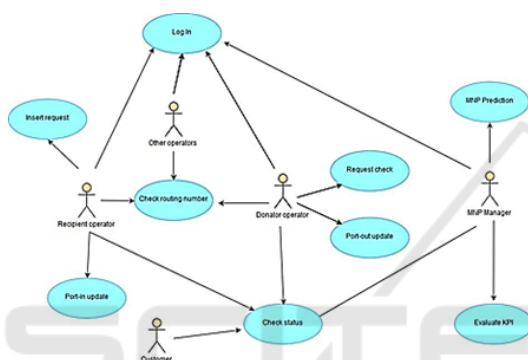 Log In
MNP Prediction
Insert request
Other operators
Request check
Check routing number
Recipient operator
Donator operator
MNP Manager
Port-out update
Port-in update
Check status
Evaluate KPI
Customer